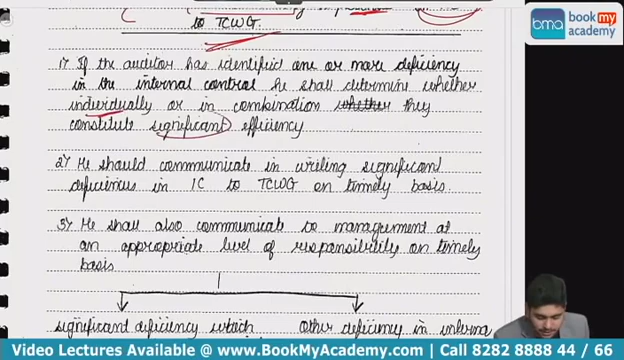 to TCWG.
1) If the auditor has identified one or more deficiency
in the internal control he shall determine whether
individually or in combination whether they
constitute significant efficiency
2) He should communicate in writing significant
deficiencies in IC to TCWG on timely basis.
3) He shall also communicate to management at
an appropriate level of responsibility on timely
basis
significant deficiency which
Other deficiency in interna
bma
book my
academy
Video Lectures Available @ www.BookMyAcademy.com | Call 8282 8888 44 / 66